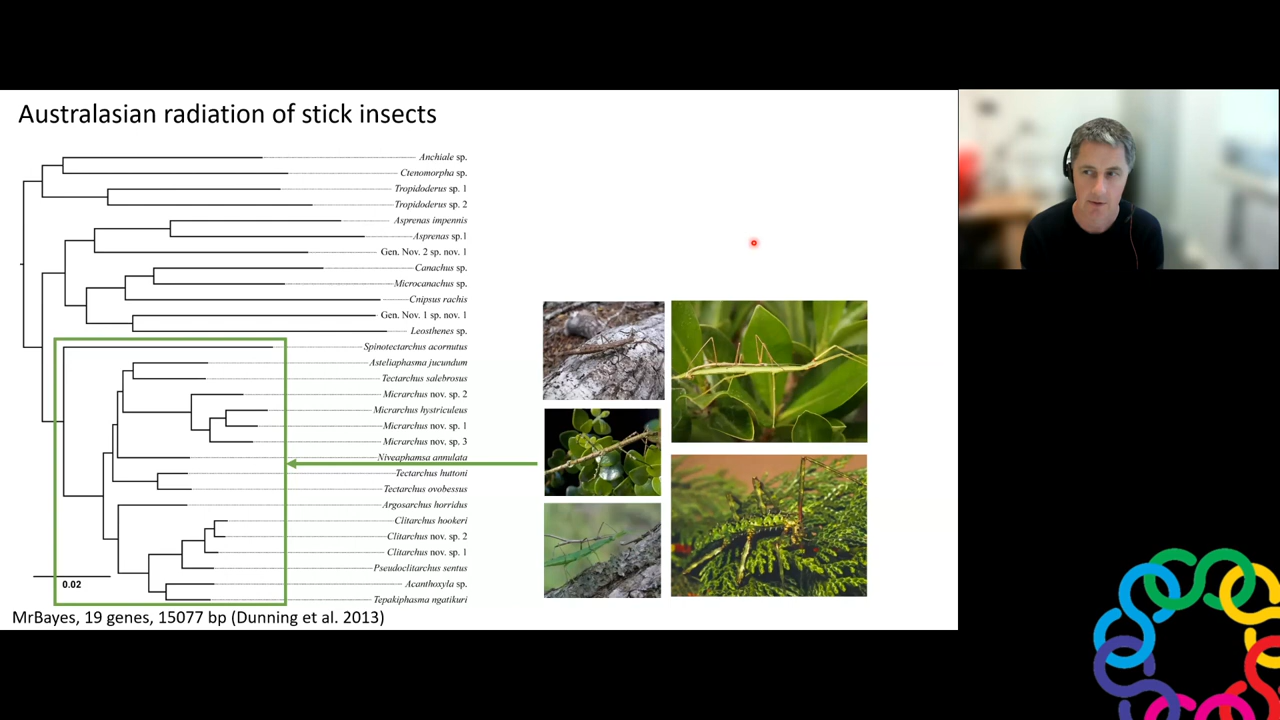 Australasian radiation of stick insects
Anchiale sp.
Ctenomorpha sp.
Tropidoderus sp. 1
Tropidoderus sp. 2
Asprenas impennis
Asprenas sp.1
Gen. Nov. 2 sp. nov. 1
Canachus sp.
Microcanachus sp.
Cnipsus rachis
Gen. Nov. 1 sp. nov. 1
Leosthenes sp.
Spinotectarchus acornutus
Asteliaphasma jucundum
Tectarchus salebrosus
Micrarchus nov. sp. 2
Micrarchus hystriculeus
Micrarchus nov. sp. 1
Micrarchus nov. sp. 3
Niveaphamsa annulata
Tectarchus huttoni
Tectarchus ovobessus
Argosarchus horridus
Clitarchus hookeri
Clitarchus nov. sp. 2
Clitarchus nov. sp. 1
Pseudoclitarchus sentus
Acanthoxyla sp.
Tepakiphasma ngatikuri
0.02
MrBayes, 19 genes, 15077 bp (Dunning et al. 2013)